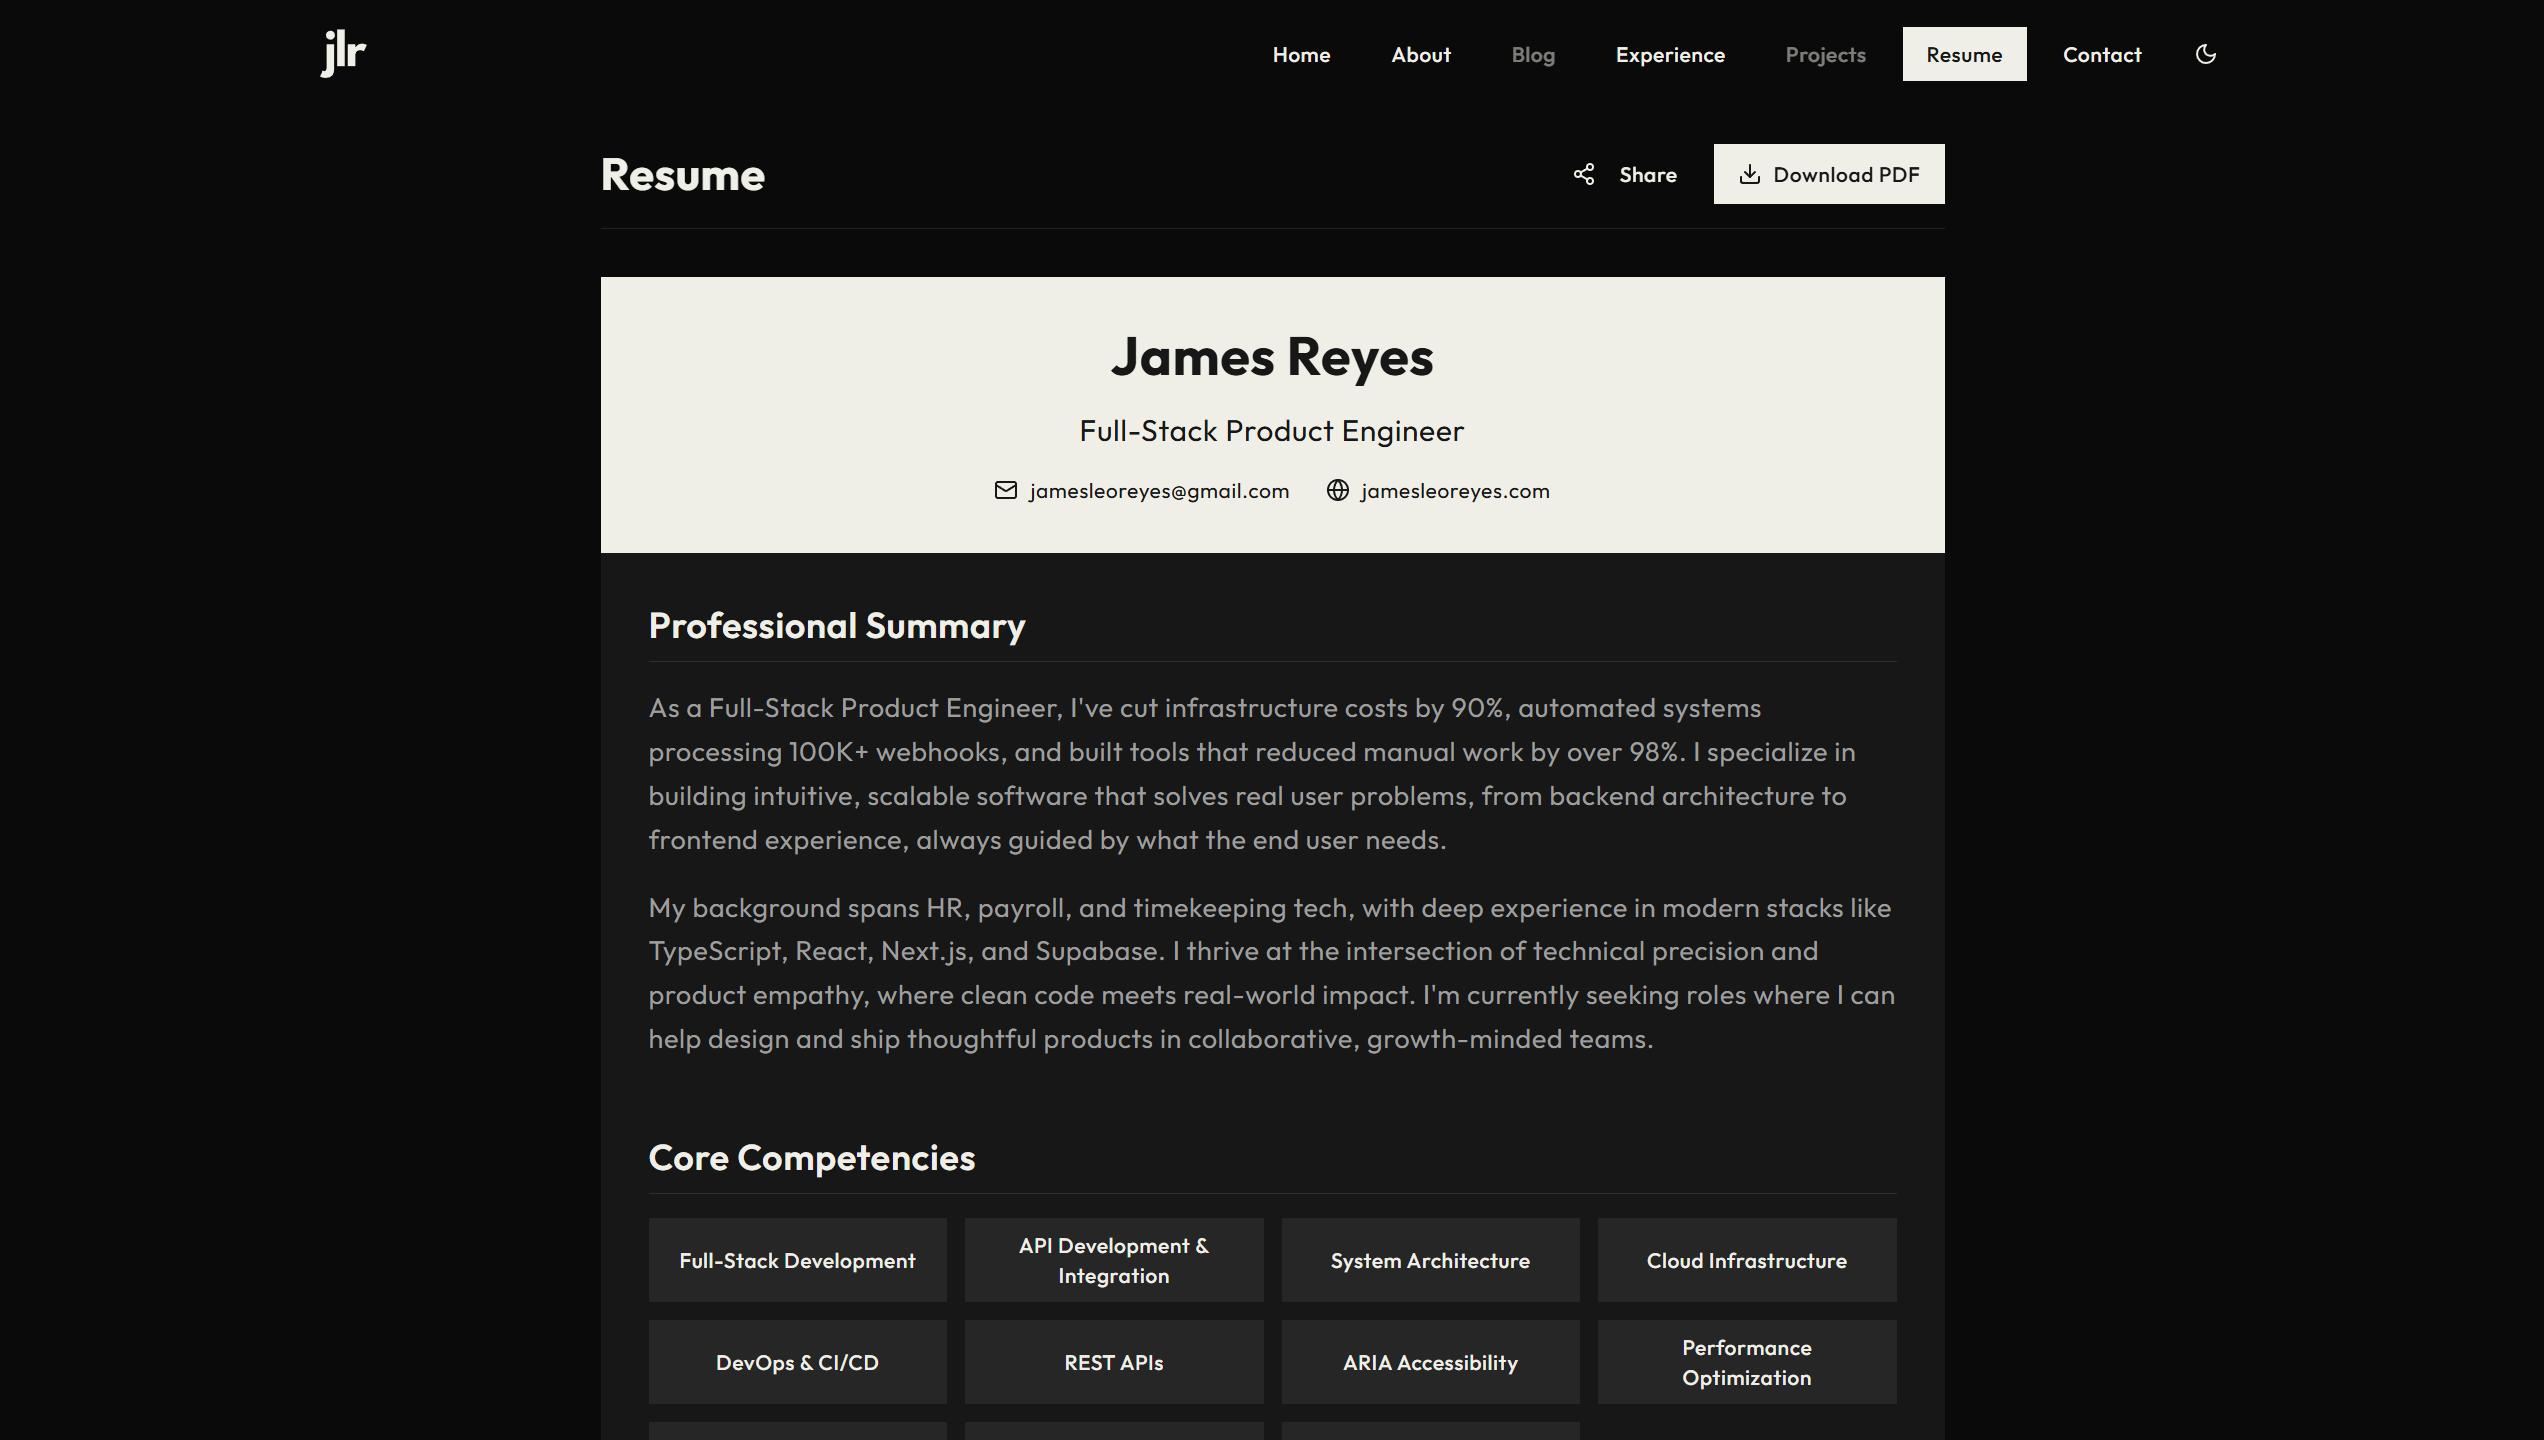 jlr
Home
About
Blog
Experience
Projects
Resume
Contact
Resume
Share
Download PDF
James Reyes
Full-Stack Product Engineer
jamesleoreyes@gmail.com
jamesleoreyes.com
Professional Summary
As a Full-Stack Product Engineer, I've cut infrastructure costs by 90%, automated systems
processing 100K+ webhooks, and built tools that reduced manual work by over 98%. I specialize in
building intuitive, scalable software that solves real user problems, from backend architecture to
frontend experience, always guided by what the end user needs.
My background spans HR, payroll, and timekeeping tech, with deep experience in modern stacks like
TypeScript, React, Next.js, and Supabase. I thrive at the intersection of technical precision and
product empathy, where clean code meets real-world impact. I'm currently seeking roles where I can
help design and ship thoughtful products in collaborative, growth-minded teams.
Core Competencies
Full-Stack Development
API Development &
Integration
System Architecture
Cloud Infrastructure
DevOps & CI/CD
REST APIs
ARIA Accessibility
Performance
Optimization